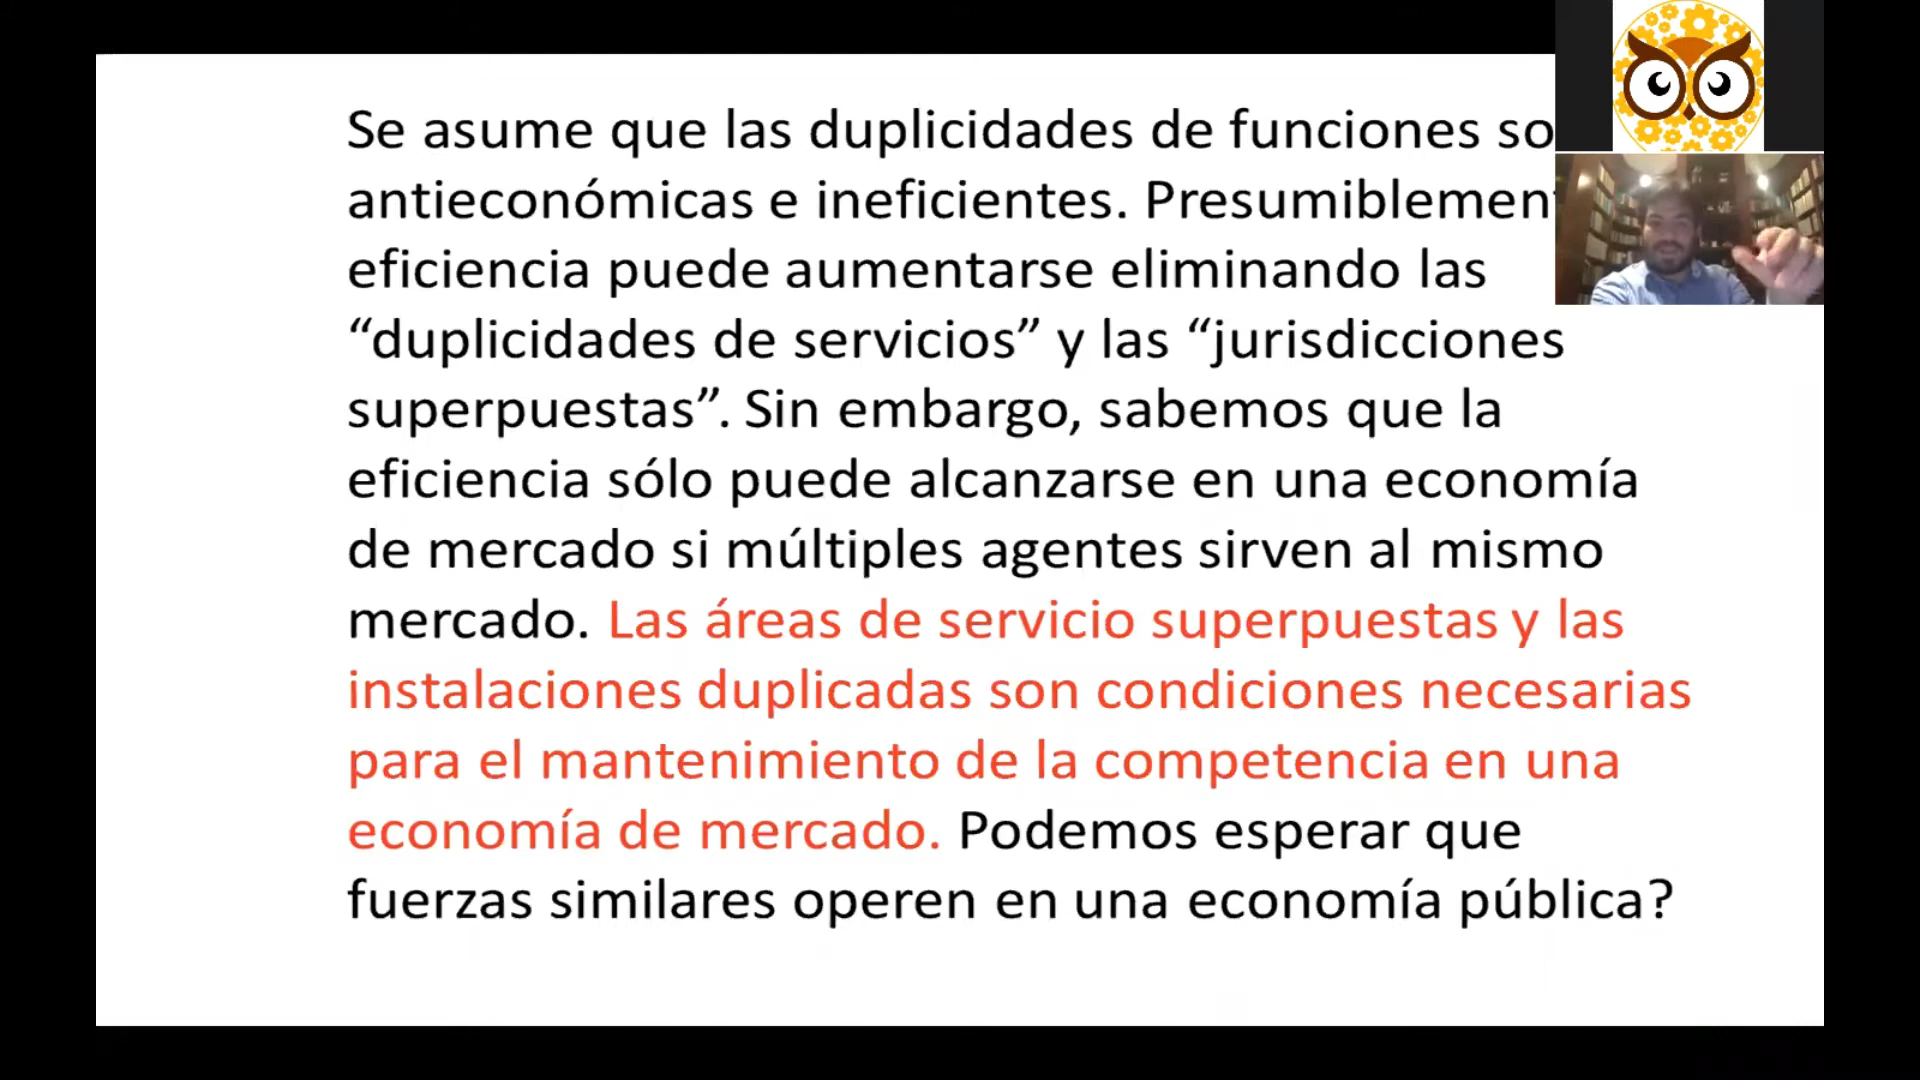 Se asume que las duplicidades de funciones
antieconómicas e ineficientes.
eficiencia puede aumentarse eliminando las
“duplicidades de servicios” y las “jurisdicciones
superpuestas”. Sin embargo, sabemos que la
eficiencia sólo puede alcanzarse en una economía
de mercado si múltiples agentes sirven al mismo
mercado. Las áreas de servicio superpuestas y las
instalaciones duplicadas son condiciones necesarias
para el mantenimiento de la competencia en una
economía de mercado. Podemos esperar que
fuerzas similares operen en una economía pública?